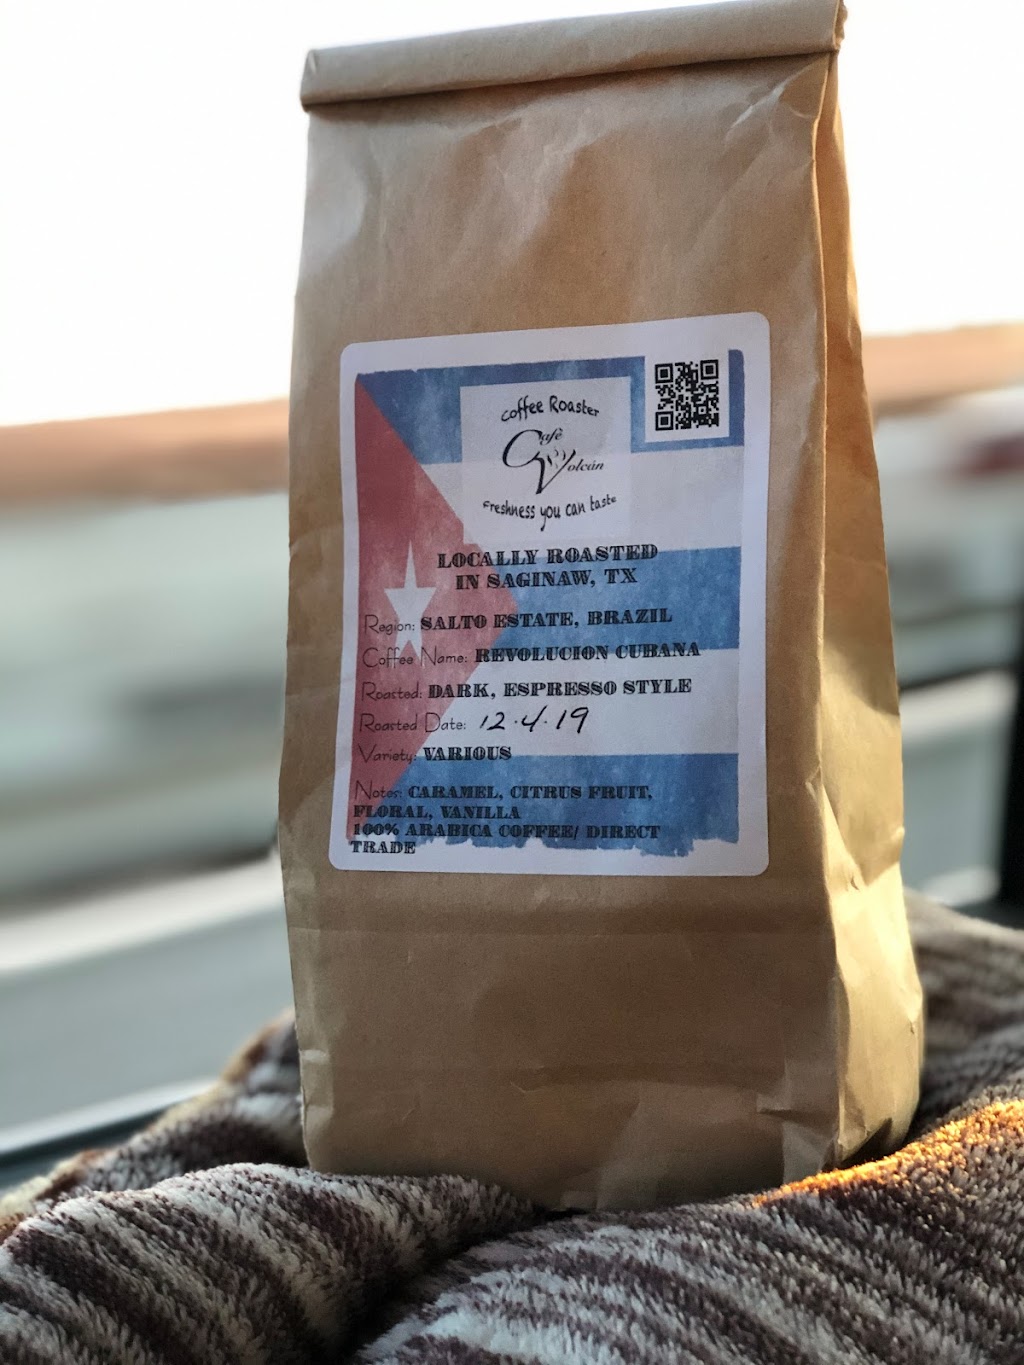 Coffee Roaster
Café
Volcán
Freshness you can taste
LOCALLY ROASTED
IN SAGINAW, TX
Region: SALTO ESTATE, BRAZIL
Coffee Name: REVOLUCION CUBANA
Roasted: DARK, ESPRESSO STYLE
Roasted Date: 12.4.19
Variety: VARIOUS
Notes: CARAMEL, CITRUS FRUIT,
FLORAL, VANILLA
100% ARABICA COFFEE/ DIRECT
TRADE